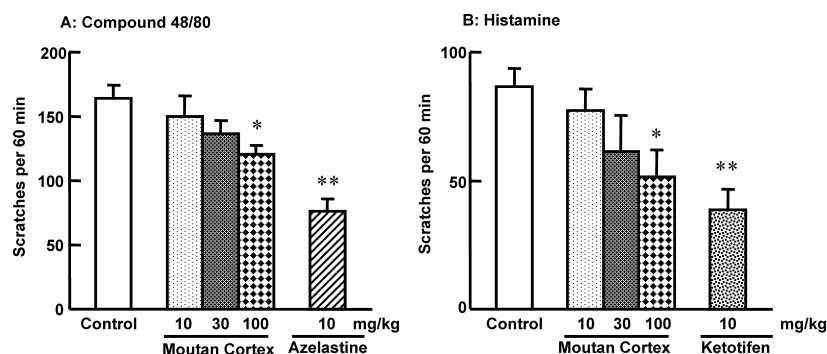 A: Compound 48/80
Scratches per 60 min
200
150
100
50
0
*
**
Control
10 30 100
10 mg/kg
Moutan Cortex
Azelastine
B: Histamine
Scratches per 60 min
100
50
0
*
**
Control
10 30 100
10 mg/kg
Moutan Cortex
Ketotifen